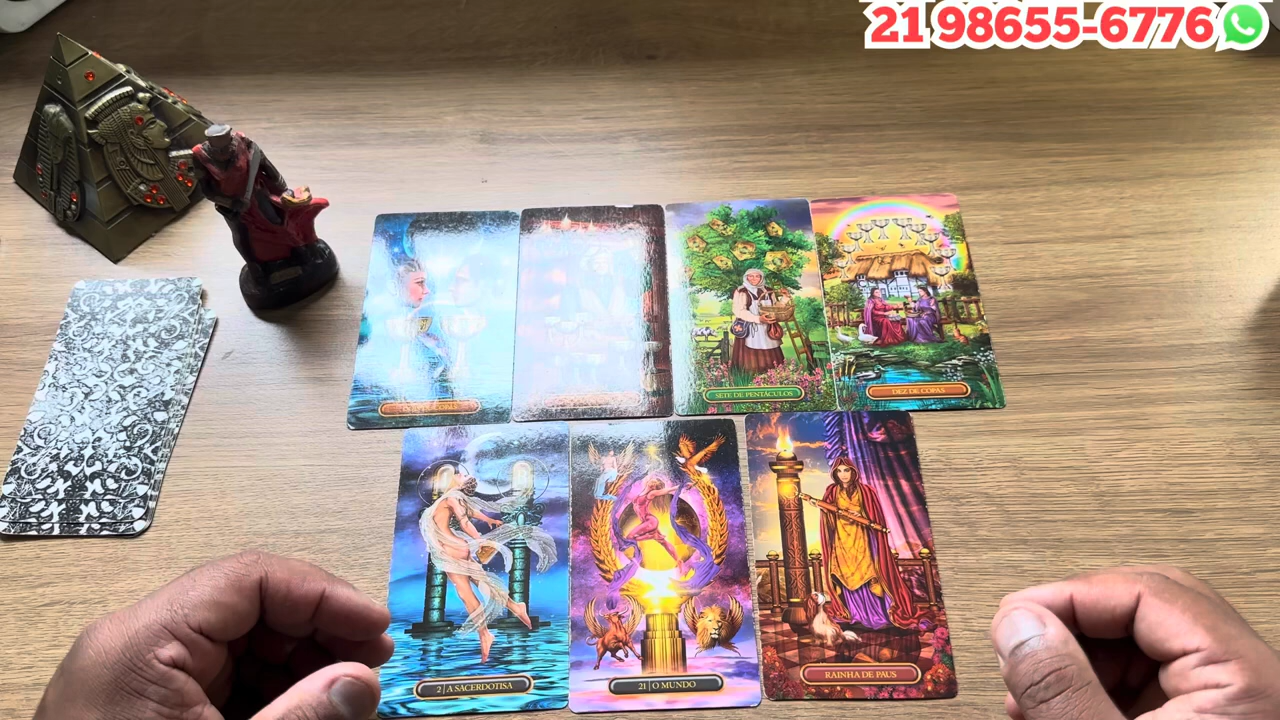 21 98655-6776
SETE DE PENTÁCULOS
DEZ DE COPAS
2 | A SACERDOTISA
21 | O MUNDO
RAINHA DE PAUS